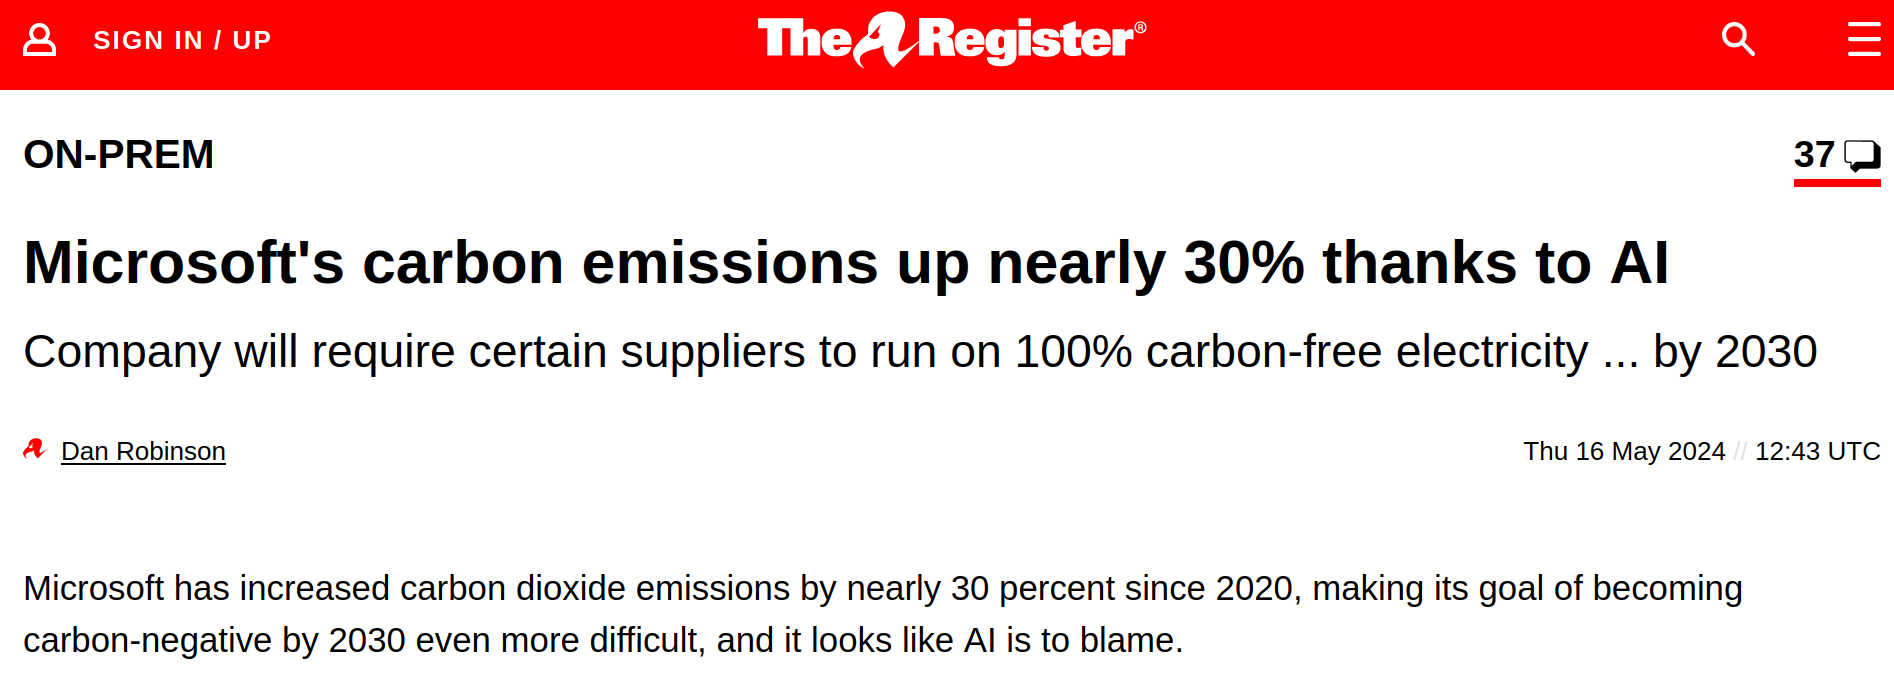 SIGN IN / UP
The Register®
ON-PREM
37
Microsoft's carbon emissions up nearly 30% thanks to AI
Company will require certain suppliers to run on 100% carbon-free electricity ... by 2030
Dan Robinson
Thu 16 May 2024 // 12:43 UTC
Microsoft has increased carbon dioxide emissions by nearly 30 percent since 2020, making its goal of becoming
carbon-negative by 2030 even more difficult, and it looks like AI is to blame.